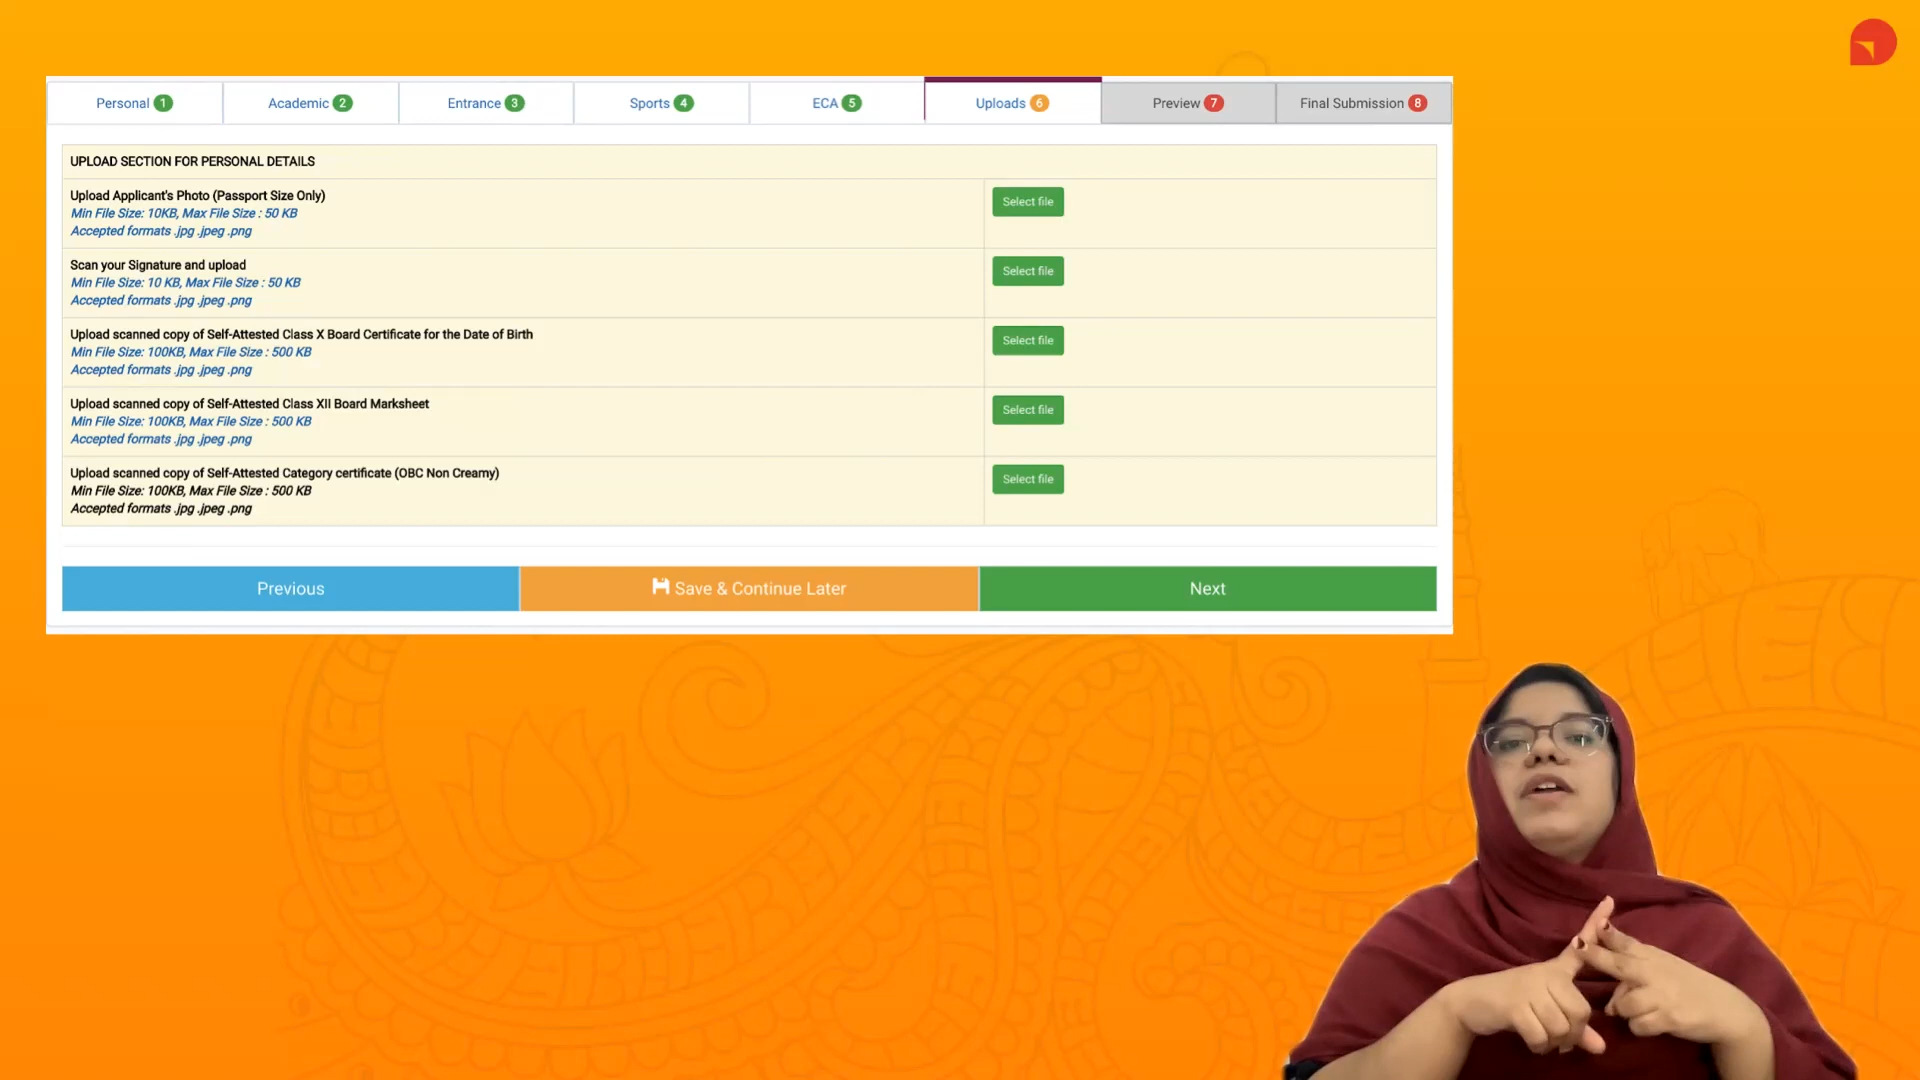 Personal 1
Academic 2
Entrance 3
Sports 4
ECA 5
Uploads 6
Preview 7
Final Submission 8
UPLOAD SECTION FOR PERSONAL DETAILS
Upload Applicant's Photo (Passport Size Only)
Min File Size: 10KB, Max File Size : 50 KB
Accepted formats .jpg .jpeg .png
Select file
Scan your Signature and upload
Min File Size: 10 KB, Max File Size : 50 KB
Accepted formats .jpg .jpeg .png
Select file
Upload scanned copy of Self-Attested Class X Board Certificate for the Date of Birth
Min File Size: 100KB, Max File Size : 500 KB
Accepted formats .jpg .jpeg .png
Select file
Upload scanned copy of Self-Attested Class XII Board Marksheet
Min File Size: 100KB, Max File Size : 500 KB
Accepted formats .jpg .jpeg .png
Select file
Upload scanned copy of Self-Attested Category certificate (OBC Non Creamy)
Min File Size: 100KB, Max File Size : 500 KB
Accepted formats .jpg .jpeg .png
Select file
Previous
Save & Continue Later
Next